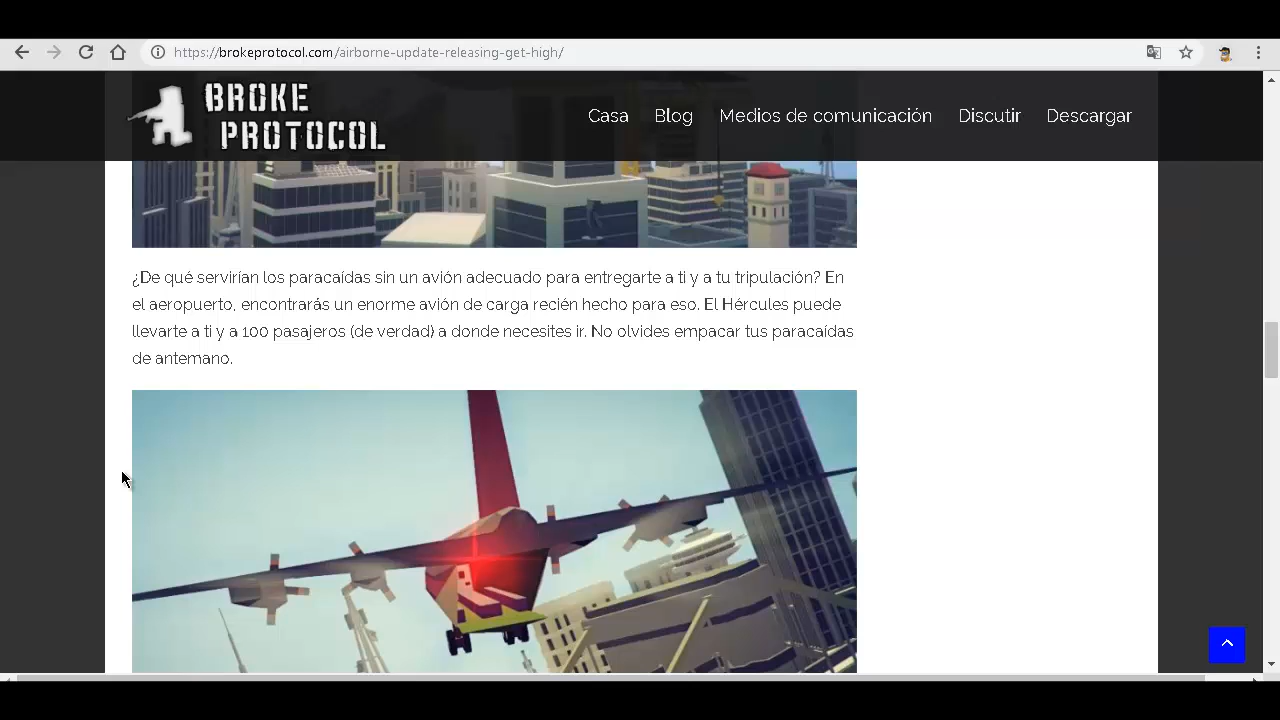 https://brokeprotocol.com/airborne-update-releasing-get-high/
BROKE
PROTOCOL
Casa Blog Medios de comunicación Discutir Descargar
¿De qué servirían los paracaídas sin un avión adecuado para entregarte a ti y a tu tripulación? En
el aeropuerto, encontrarás un enorme avión de carga recién hecho para eso. El Hércules puede
llevarte a ti y a 100 pasajeros (de verdad) a donde necesites ir. No olvides empacar tus paracaídas
de antemano.